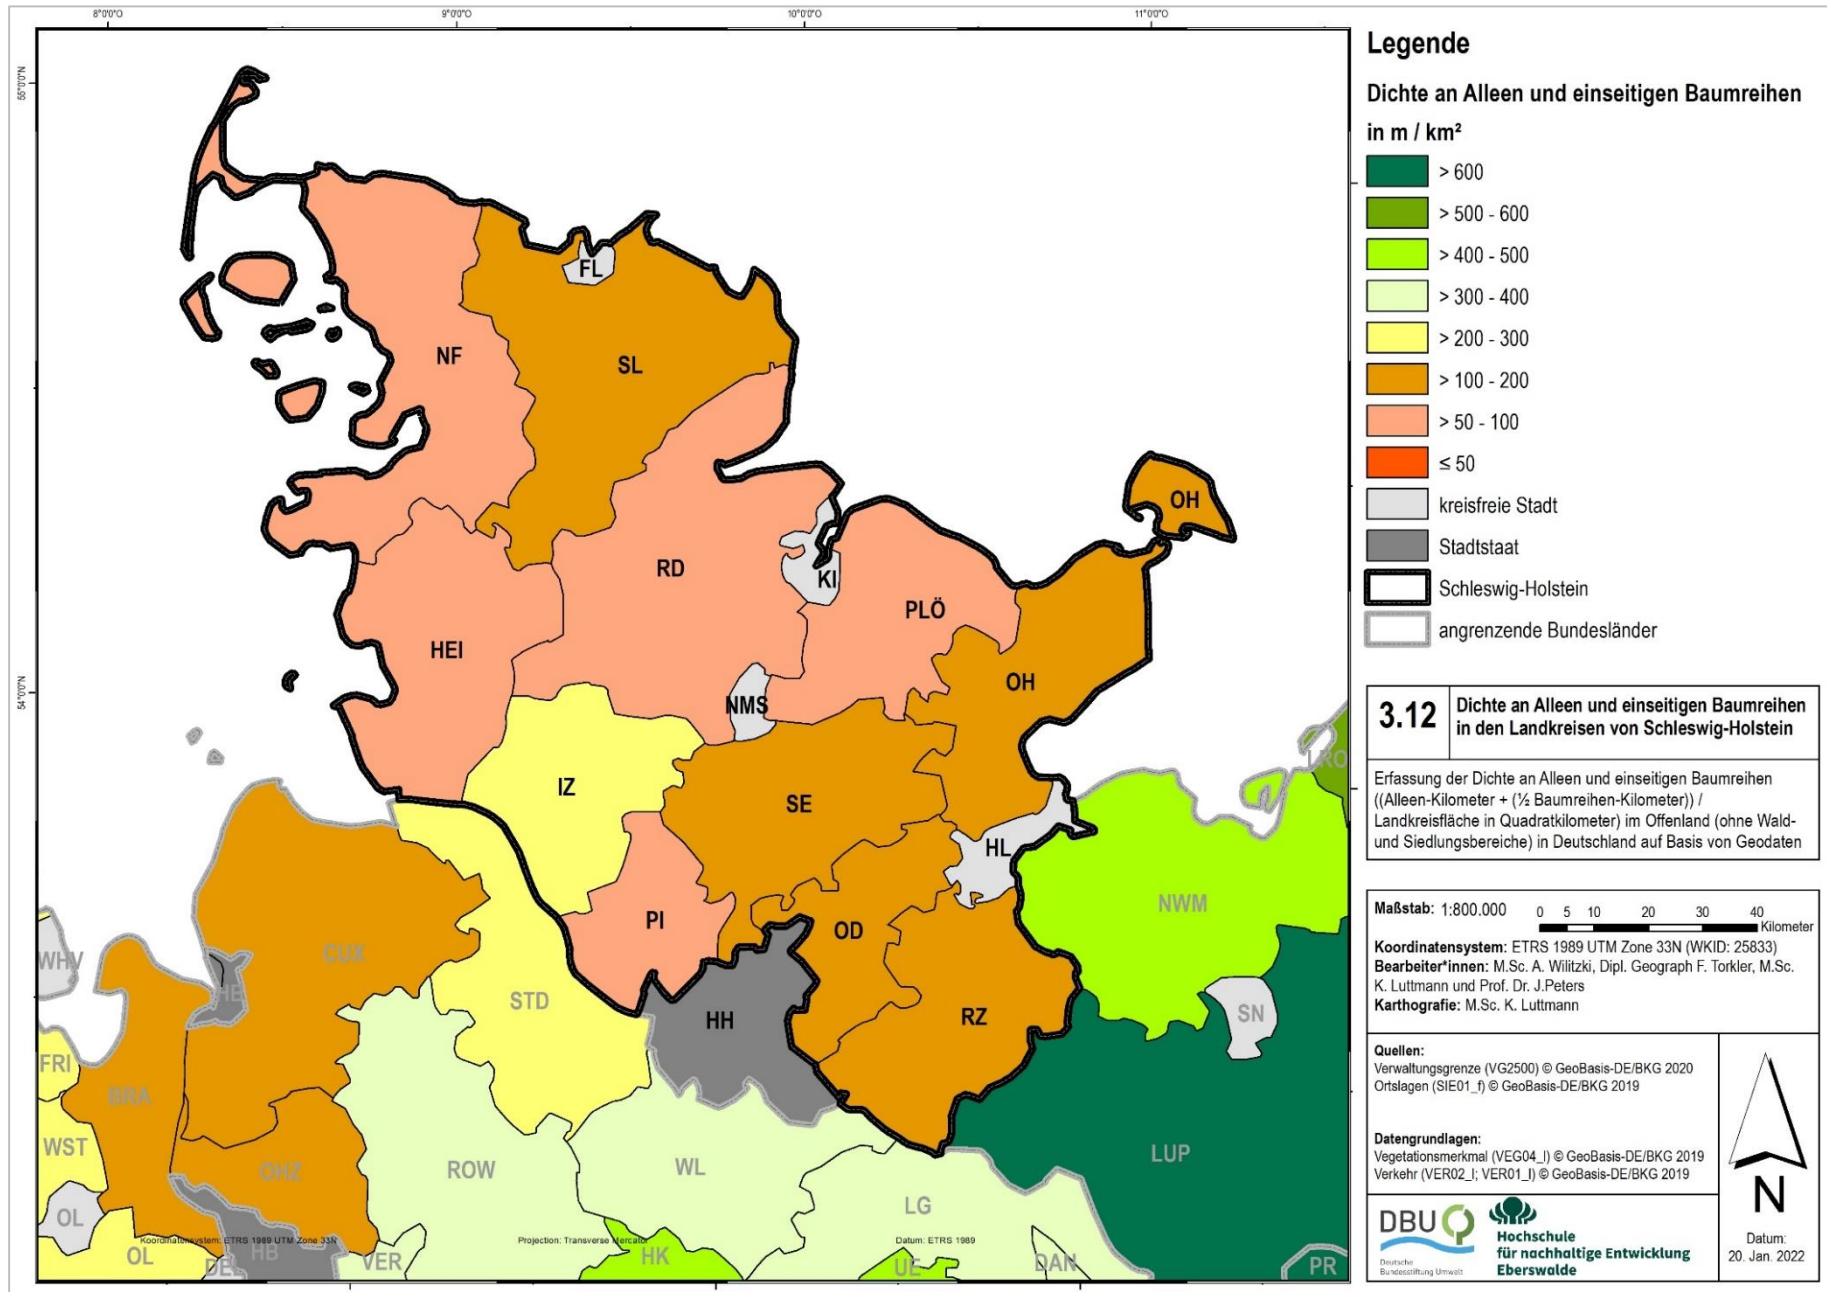 8°0'0"O
9°0'0"O
10°0'0"O
11°0'0"O
55°0'0"N
54°0'0"N
FL
NF
SL
OH
RD
KI
PLÖ
HEI
OH
NMS
IZ
SE
HL
PI
OD
HH
RZ
LRO
NWM
WHV
CUX
HB
STD
SN
FRI
BRA
WST
OHZ
ROW
WL
LUP
OL
LG
OL
DEL
HB
VER
HK
UE
DAN
PR
Koordinatensystem: ETRS 1989 UTM Zone 33N
Projection: Transverse Mercator
Datum: ETRS 1989
Legende
Dichte an Alleen und einseitigen Baumreihen
in m / km²
> 600
> 500 - 600
> 400 - 500
> 300 - 400
> 200 - 300
> 100 - 200
> 50 - 100
≤ 50
kreisfreie Stadt
Stadtstaat
Schleswig-Holstein
angrenzende Bundesländer
3.12
Dichte an Alleen und einseitigen Baumreihen
in den Landkreisen von Schleswig-Holstein
Erfassung der Dichte an Alleen und einseitigen Baumreihen
((Alleen-Kilometer + (½ Baumreihen-Kilometer)) /
Landkreisfläche in Quadratkilometer) im Offenland (ohne Wald-
und Siedlungsbereiche) in Deutschland auf Basis von Geodaten
Maßstab: 1:800.000
0 5 10 20 30 40
Kilometer
Koordinatensystem: ETRS 1989 UTM Zone 33N (WKID: 25833)
Bearbeiter*innen: M.Sc. A. Wilitzki, Dipl. Geograph F. Torkler, M.Sc.
K. Luttmann und Prof. Dr. J.Peters
Karthografie: M.Sc. K. Luttmann
Quellen:
Verwaltungsgrenze (VG2500) © GeoBasis-DE/BKG 2020
Ortslagen (SIE01_f) © GeoBasis-DE/BKG 2019
Datengrundlagen:
Vegetationsmerkmal (VEG04_l) © GeoBasis-DE/BKG 2019
Verkehr (VER02_l; VER01_l) © GeoBasis-DE/BKG 2019
N
Datum:
20. Jan. 2022
DBU
Deutsche
Bundesstiftung Umwelt
Hochschule
für nachhaltige Entwicklung
Eberswalde